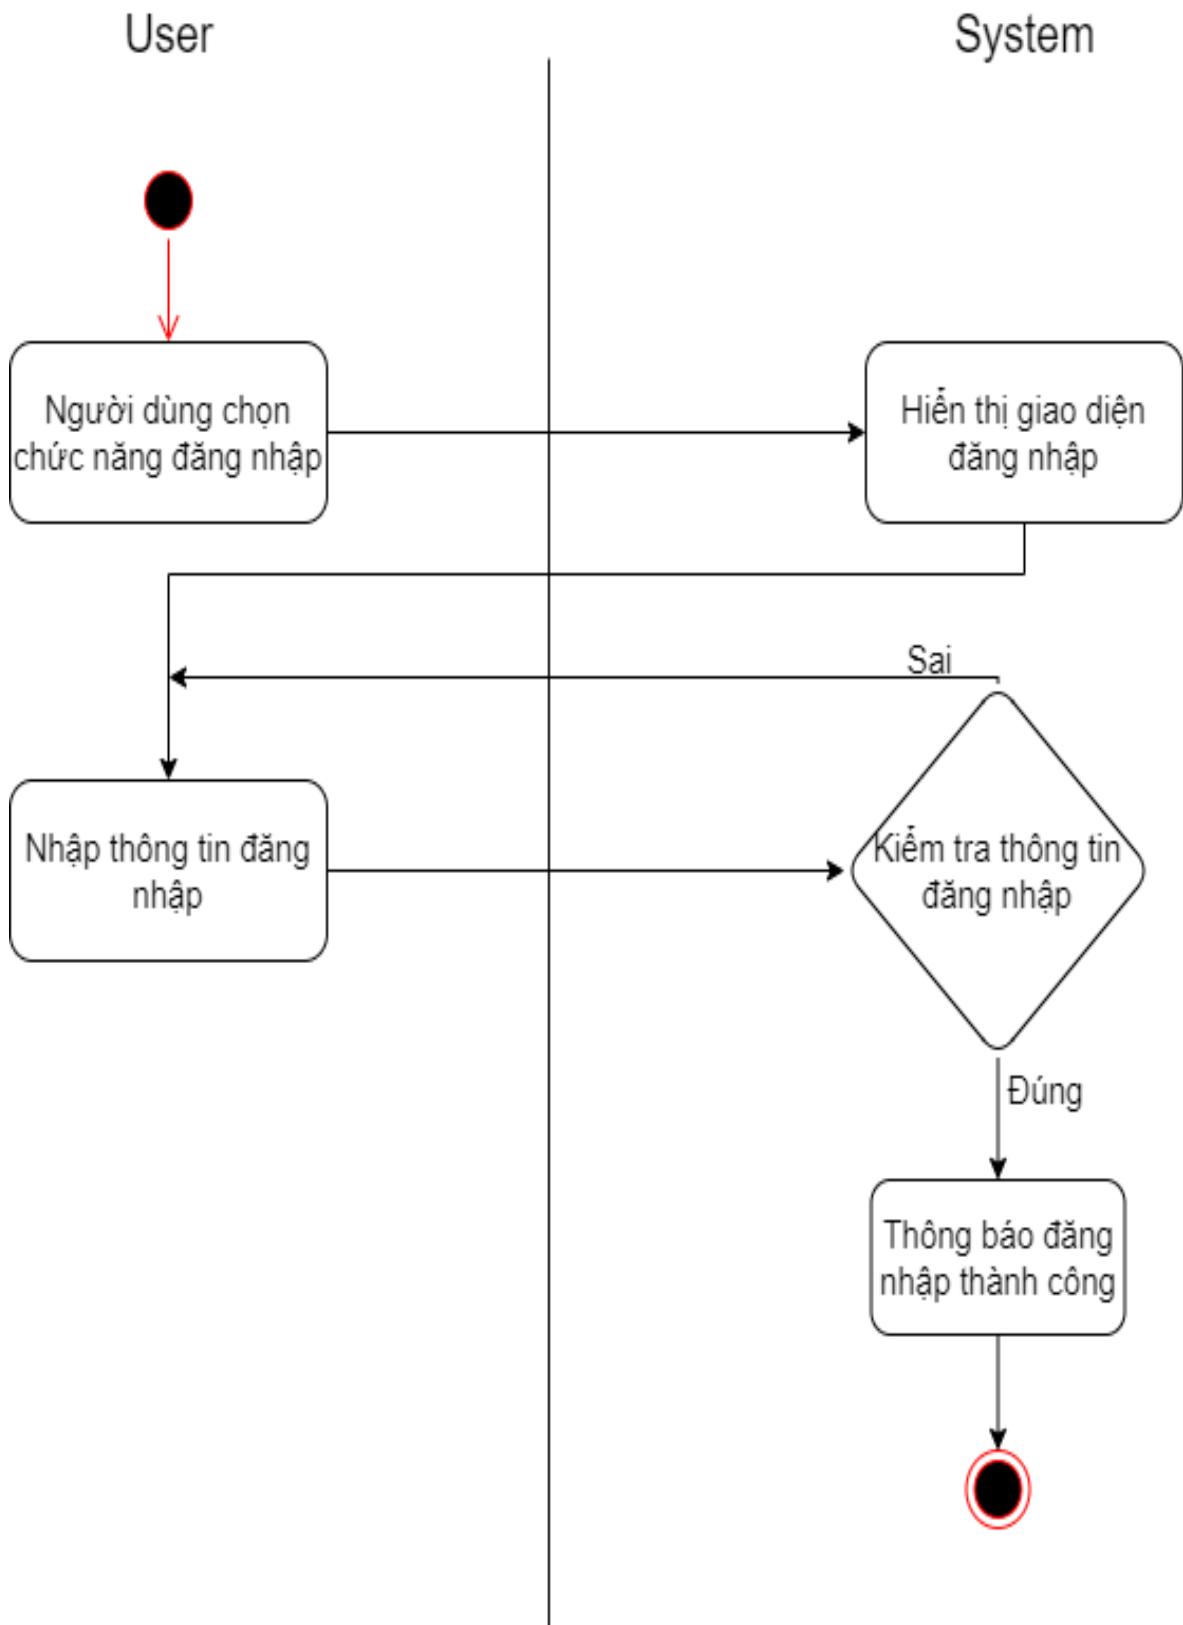 User
System
Người dùng chọn
chức năng đăng nhập
Hiển thị giao diện
đăng nhập
Sai
Nhập thông tin đăng
nhập
Kiểm tra thông tin
đăng nhập
Đúng
Thông báo đăng
nhập thành công